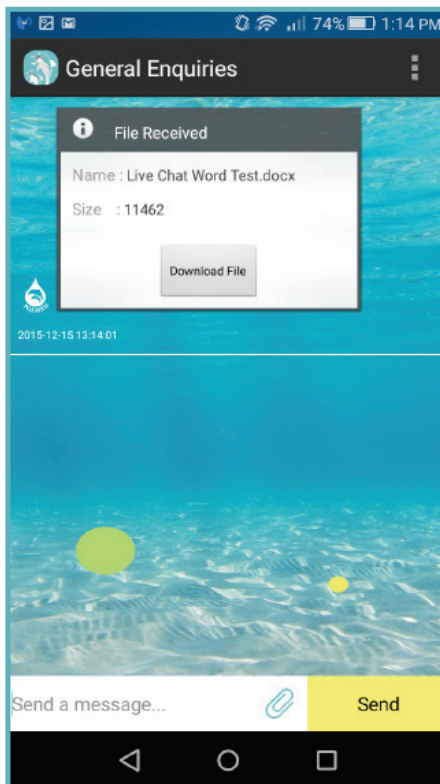 74% 1:14 PM
General Enquiries
File Received
Name : Live Chat Word Test.docx
Size : 11462
Download File
2015-12-15 13:14:01
Send a message...
Send